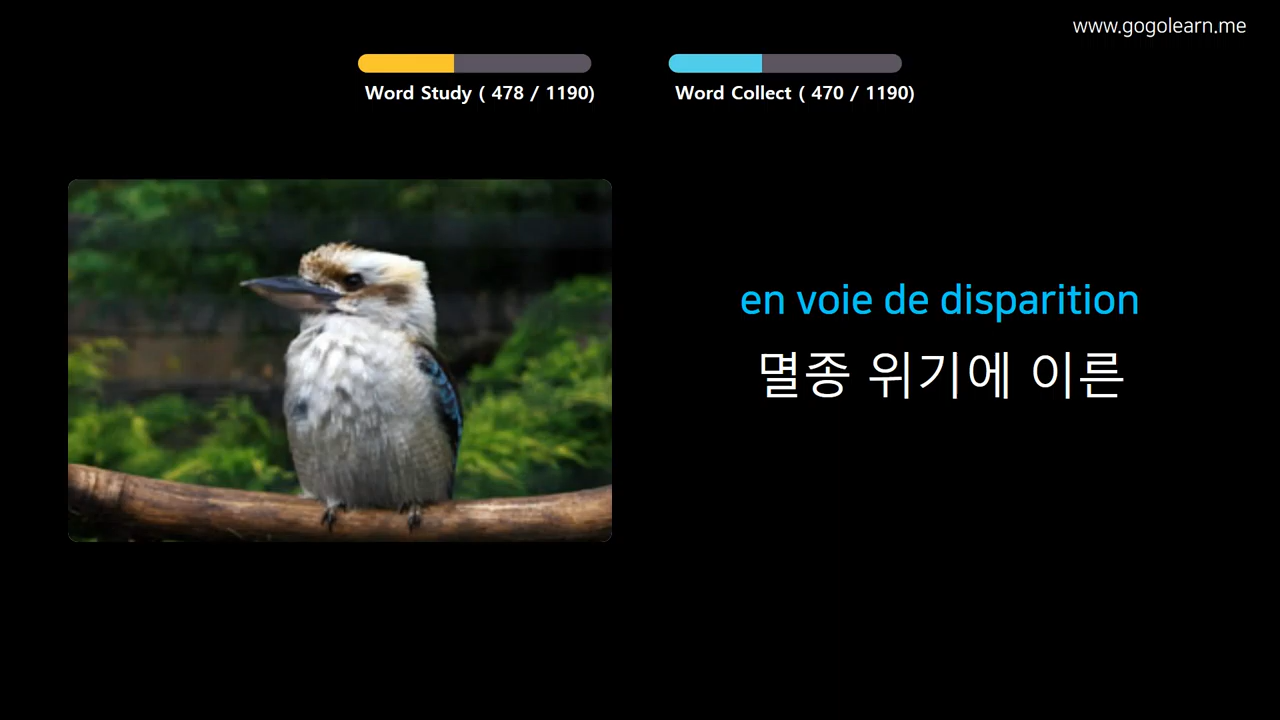 www.gogolearn.me
Word Study ( 478 / 1190)
Word Collect ( 470 / 1190)
en voie de disparition
멸종 위기에 이른